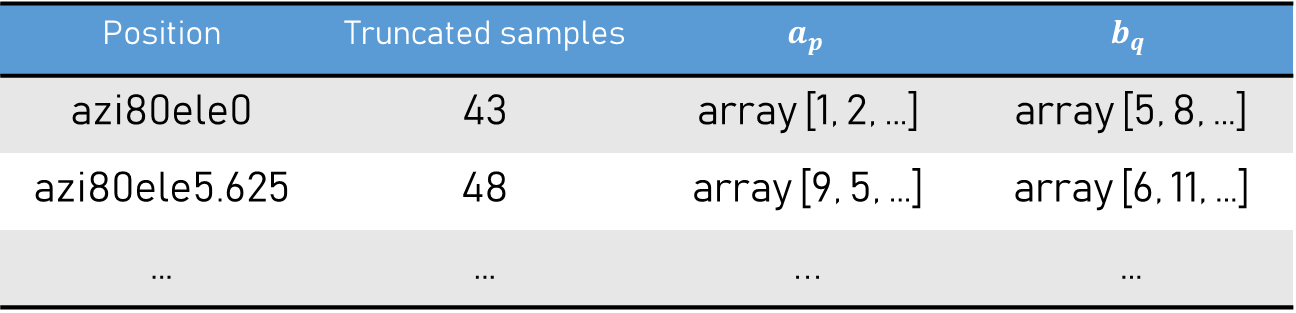 Position Truncated samples a_p b_q
azi80ele0 43 array [1, 2, ...] array [5, 8, ...]
azi80ele5.625 48 array [9, 5, ...] array [6, 11, ...]
... ... ... ...